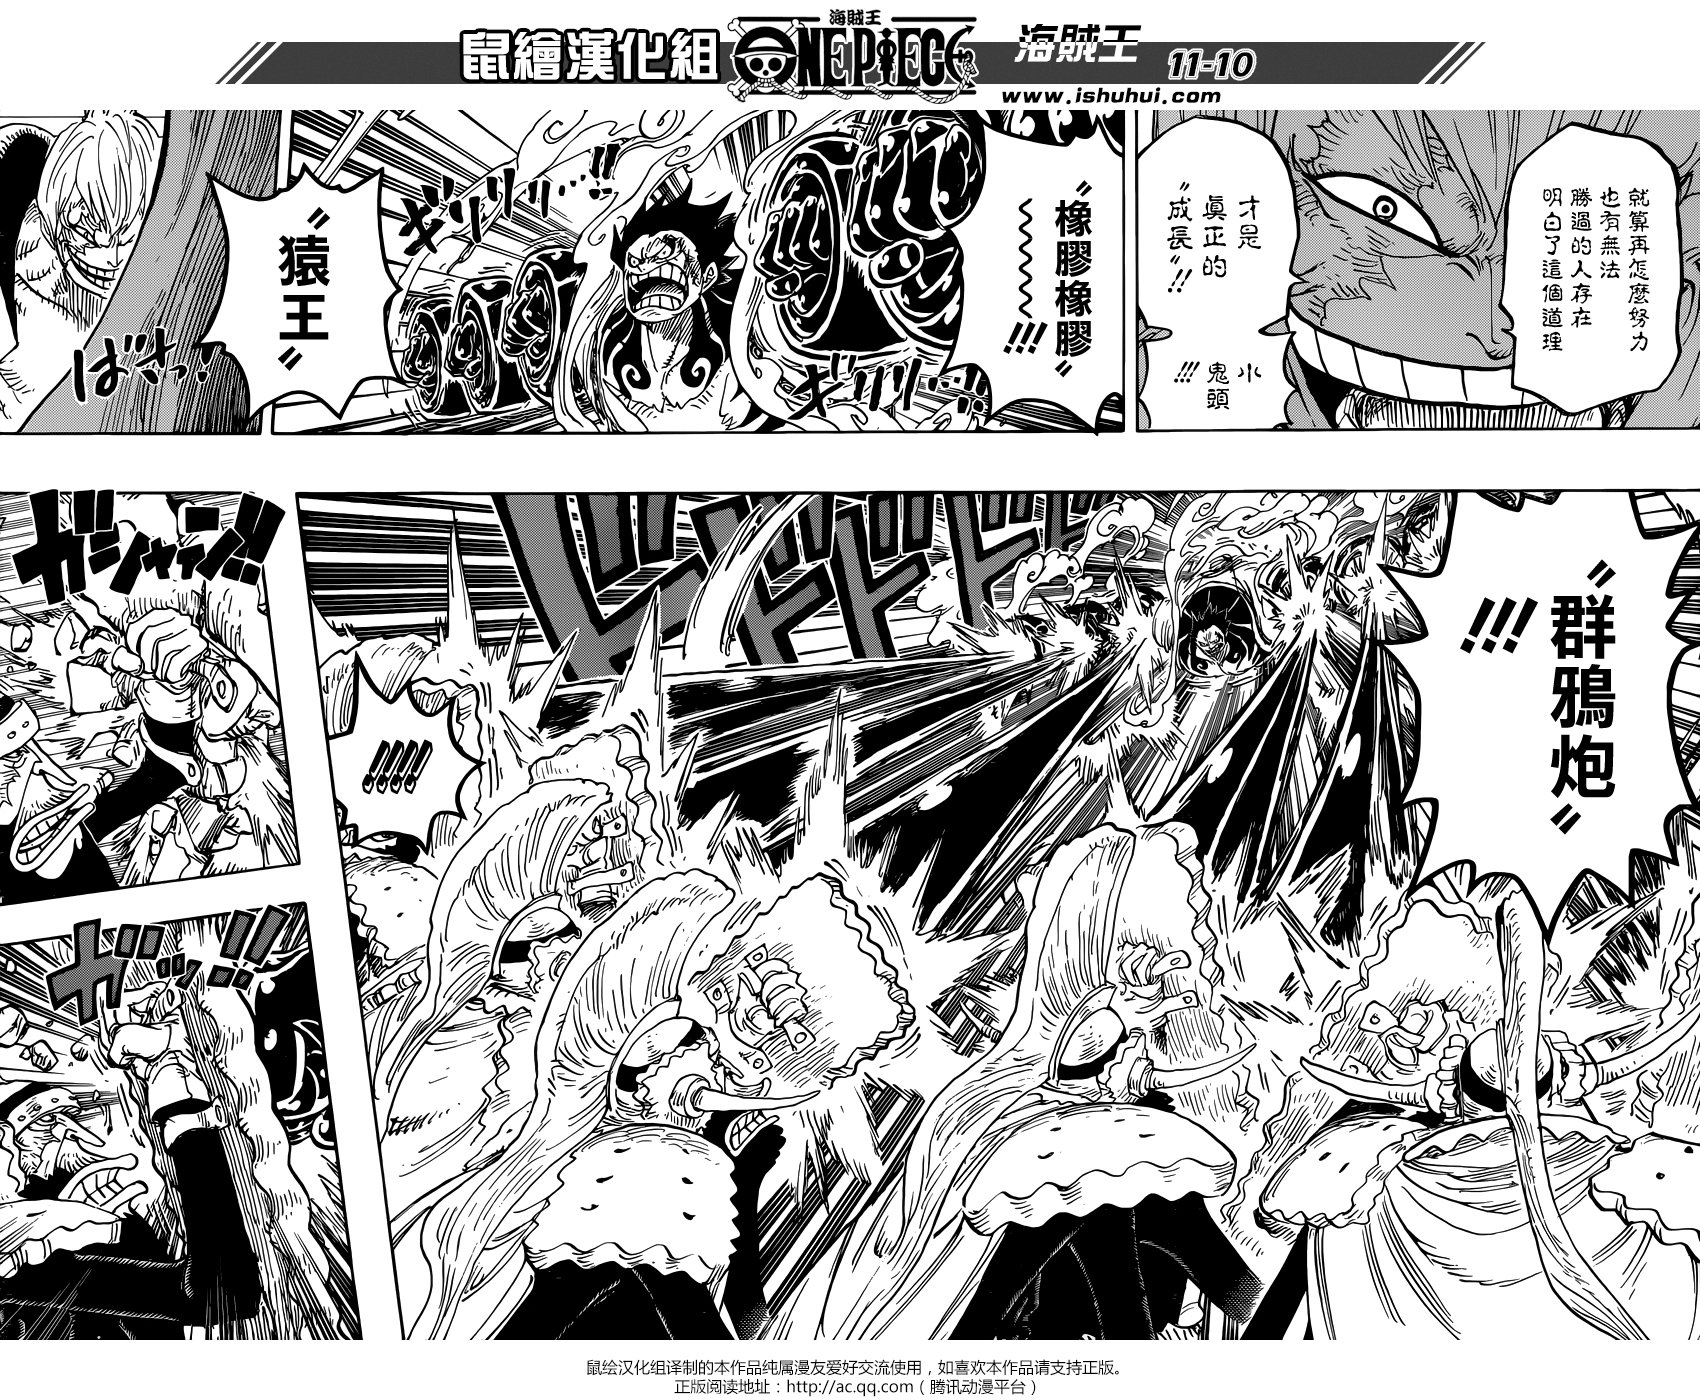 鼠繪漢化組
海賊王
ONE PIECE
海賊王
11-10
www.ishuhui.com
就算再怎麼努力
也有無法
勝過的人存在
明白了這個道理
才是
真正的
〝成長〞!!
小
鬼頭
!!!
〝橡膠橡膠〞
!!!
〝猿王〞
ギリリリ…!!
ギリリリ…!!
ばさっ!
〝群鴉炮〞
!!!
!!!!
ドドドドド
ガシャァン!!
ガガッ!!
鼠绘汉化组译制的本作品纯属漫友爱好交流使用，如喜欢本作品请支持正版。
正版阅读地址：http://ac.qq.com（腾讯动漫平台）